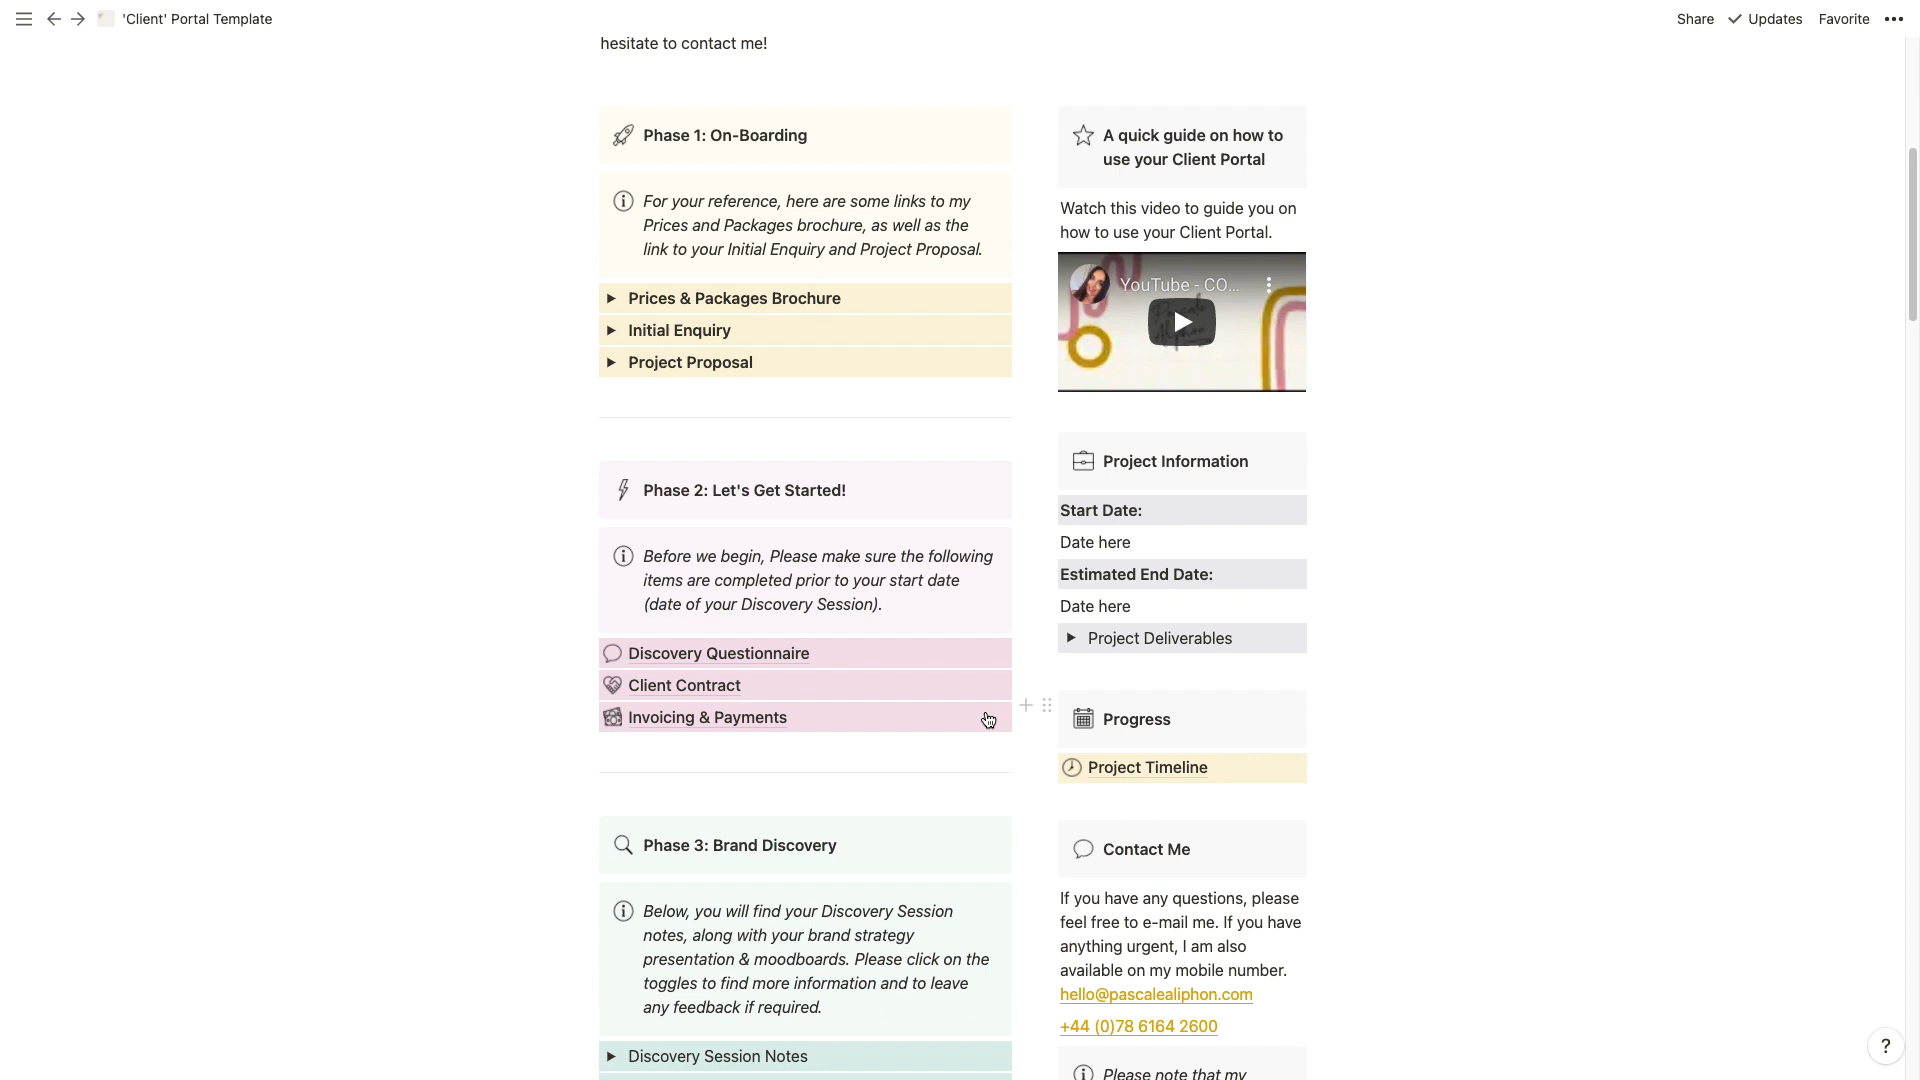 'Client' Portal Template
Share
Updates
Favorite
hesitate to contact me!
Phase 1: On-Boarding
For your reference, here are some links to my
Prices and Packages brochure, as well as the
link to your Initial Enquiry and Project Proposal.
Prices & Packages Brochure
Initial Enquiry
Project Proposal
Phase 2: Let's Get Started!
Before we begin, Please make sure the following
items are completed prior to your start date
(date of your Discovery Session).
Discovery Questionnaire
Client Contract
Invoicing & Payments
Phase 3: Brand Discovery
Below, you will find your Discovery Session
notes, along with your brand strategy
presentation & moodboards. Please click on the
toggles to find more information and to leave
any feedback if required.
Discovery Session Notes
A quick guide on how to
use your Client Portal
Watch this video to guide you on
how to use your Client Portal.
YouTube - CO...
Project Information
Start Date:
Date here
Estimated End Date:
Date here
Project Deliverables
Progress
Project Timeline
Contact Me
If you have any questions, please
feel free to e-mail me. If you have
anything urgent, I am also
available on my mobile number.
hello@pascalealiphon.com
+44 (0)78 6164 2600
Please note that my
?